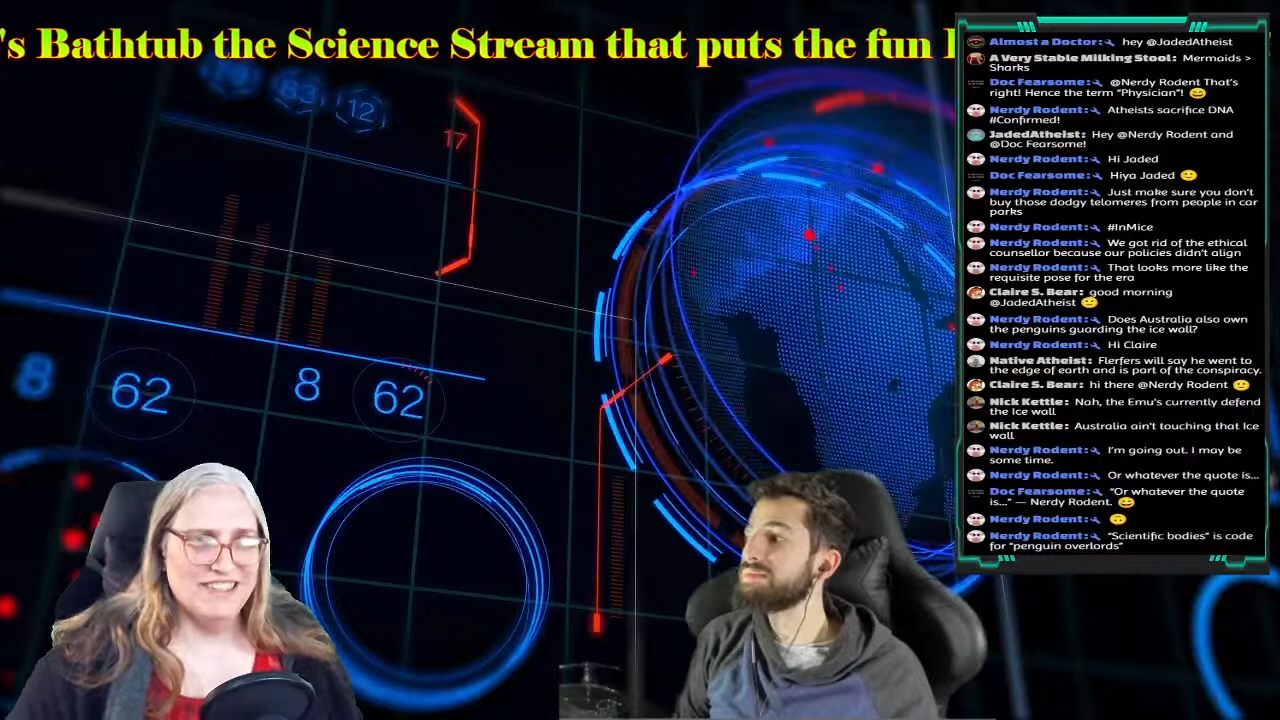 's Bathtub the Science Stream that puts the fun
12
17
8 62 8 62
Almost a Doctor: hey @JadedAtheist
A Very Stable Milking Stool: Mermaids >
Sharks
Doc Fearsome: @Nerdy Rodent That's
right! Hence the term "Physician"! 😄
Nerdy Rodent: Atheists sacrifice DNA
#Confirmed!
JadedAtheist: Hey @Nerdy Rodent and
@Doc Fearsome!
Nerdy Rodent: Hi Jaded
Doc Fearsome: Hiya Jaded 🙂
Nerdy Rodent: Just make sure you don't
buy those dodgy telomeres from people in car
parks
Nerdy Rodent: #InMice
Nerdy Rodent: We got rid of the ethical
counsellor because our policies didn't align
Nerdy Rodent: That looks more like the
requisite pose for the era
Claire S. Bear: good morning
@JadedAtheist 🙂
Nerdy Rodent: Does Australia also own
the penguins guarding the ice wall?
Nerdy Rodent: Hi Claire
Native Atheist: Flerfers will say he went to
the edge of earth and is part of the conspiracy.
Claire S. Bear: hi there @Nerdy Rodent 🙂
Nick Kettle: Nah, the Emu's currently defend
the Ice wall
Nick Kettle: Australia ain't touching that Ice
wall
Nerdy Rodent: I'm going out. I may be
some time.
Nerdy Rodent: Or whatever the quote is...
Doc Fearsome: "Or whatever the quote
is..." — Nerdy Rodent. 😄
Nerdy Rodent: 🙃
Nerdy Rodent: "Scientific bodies" is code
for "penguin overlords"